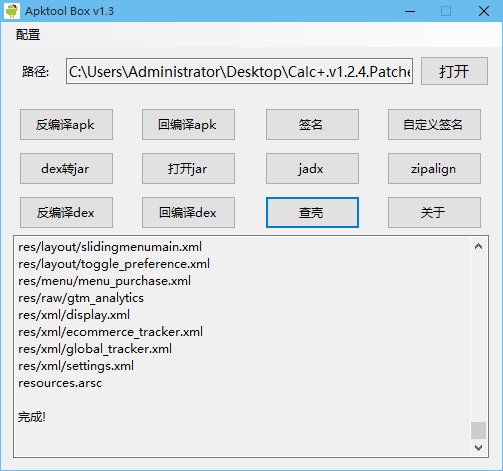 Apktool Box v1.3
配置
路径: C:\Users\Administrator\Desktop\Calc+.v1.2.4.Patche 打开
反编译apk 回编译apk 签名 自定义签名
dex转jar 打开jar jadx zipalign
反编译dex 回编译dex 查壳 关于
res/layout/slidingmenumain.xml
res/layout/toggle_preference.xml
res/menu/menu_purchase.xml
res/raw/gtm_analytics
res/xml/display.xml
res/xml/ecommerce_tracker.xml
res/xml/global_tracker.xml
res/xml/settings.xml
resources.arsc
完成!